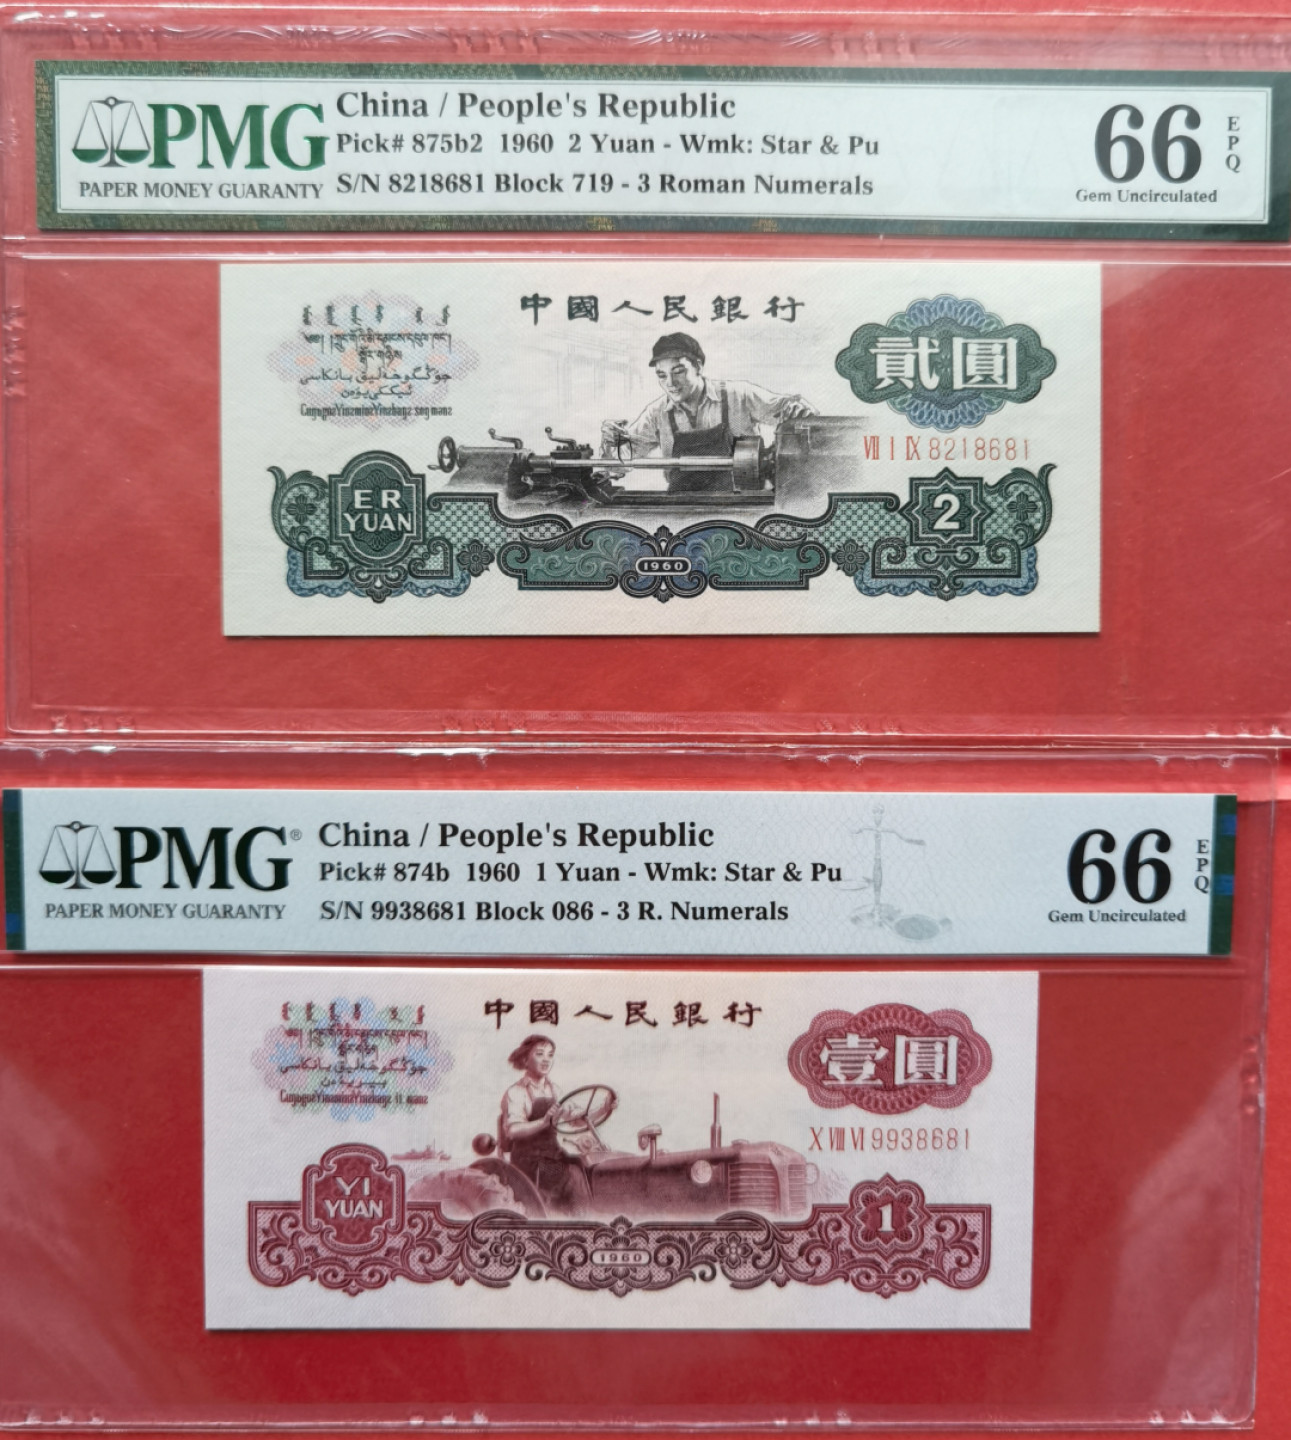 PMG
PAPER MONEY GUARANTY
China / People's Republic
Pick# 875b2 1960 2 Yuan - Wmk: Star & Pu
S/N 8218681 Block 719 - 3 Roman Numerals
66
EPQ
Gem Uncirculated
中國人民銀行
貳圓
Ⅶ Ⅰ Ⅸ 8218681
ER
YUAN
1960
2
PMG®
PAPER MONEY GUARANTY
China / People's Republic
Pick# 874b 1960 1 Yuan - Wmk: Star & Pu
S/N 9938681 Block 086 - 3 R. Numerals
66
EPQ
Gem Uncirculated
中國人民銀行
壹圓
Ⅹ Ⅷ Ⅵ 9938681
YI
YUAN
1960
1